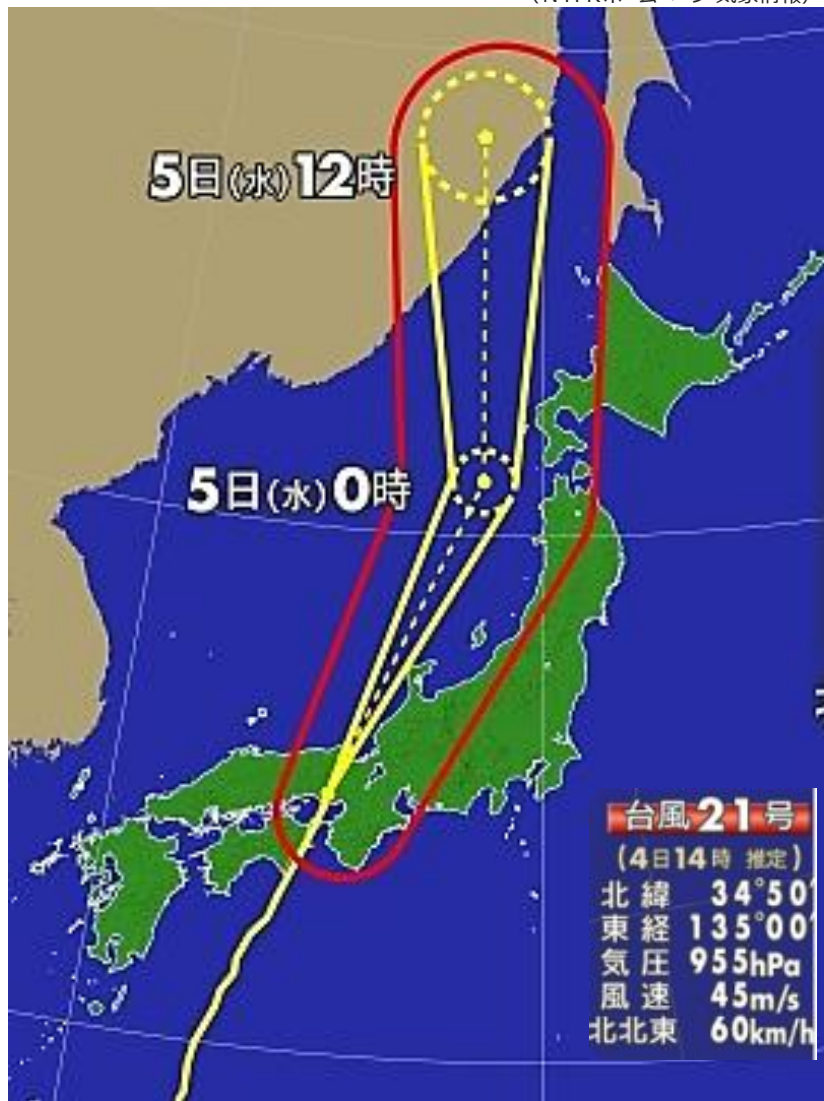 5日(水)12時
5日(水)0時
台風21号
(4日14時 推定)
北緯 34°50'
東経 135°00'
気圧 955hPa
風速 45m/s
北北東 60km/h